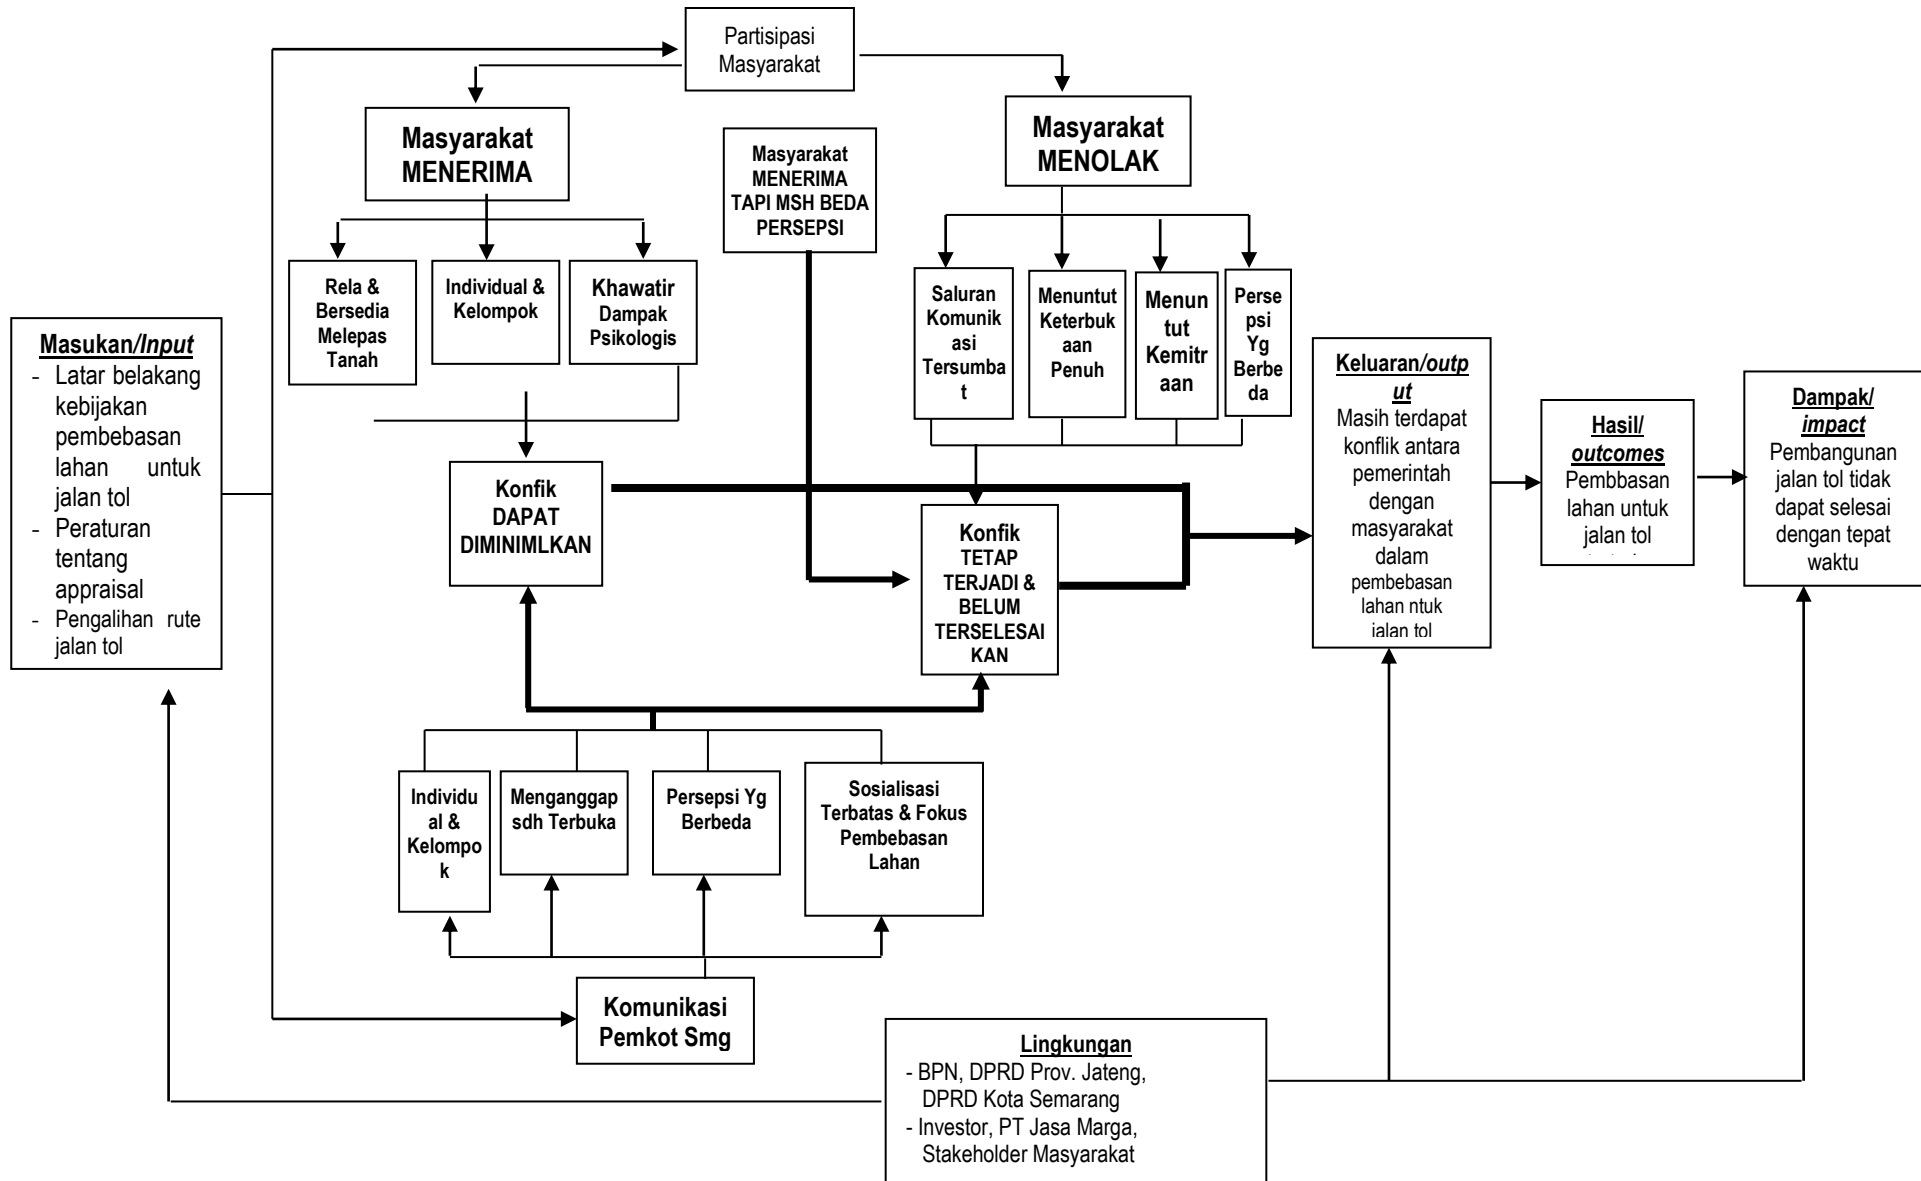 Partisipasi
Masyarakat
Masyarakat
MENERIMA
Masyarakat
MENERIMA
TAPI MSH BEDA
PERSEPSI
Masyarakat
MENOLAK
Rela &
Bersedia
Melepas
Tanah
Individual &
Kelompok
Khawatir
Dampak
Psikologis
Saluran
Komunik
asi
Tersumba
t
Menuntut
Keterbuk
aan
Penuh
Menun
tut
Kemitr
aan
Perse
psi
Yg
Berbe
da
Masukan/Input
- Latar belakang
kebijakan
pembebasan
lahan untuk
jalan tol
- Peraturan
tentang
appraisal
- Pengalihan rute
jalan tol
Konfik
DAPAT
DIMINIMLKAN
Konfik
TETAP
TERJADI &
BELUM
TERSELESAI
KAN
Keluaran/outp
ut
Masih terdapat
konflik antara
pemerintah
dengan
masyarakat
dalam
pembebasan
lahan ntuk
jalan tol
Hasil/
outcomes
Pembbasan
lahan untuk
jalan tol
Dampak/
impact
Pembangunan
jalan tol tidak
dapat selesai
dengan tepat
waktu
Individu
al &
Kelompo
k
Menganggap
sdh Terbuka
Persepsi Yg
Berbeda
Sosialisasi
Terbatas & Fokus
Pembebasan
Lahan
Komunikasi
Pemkot Smg
Lingkungan
- BPN, DPRD Prov. Jateng,
DPRD Kota Semarang
- Investor, PT Jasa Marga,
Stakeholder Masyarakat